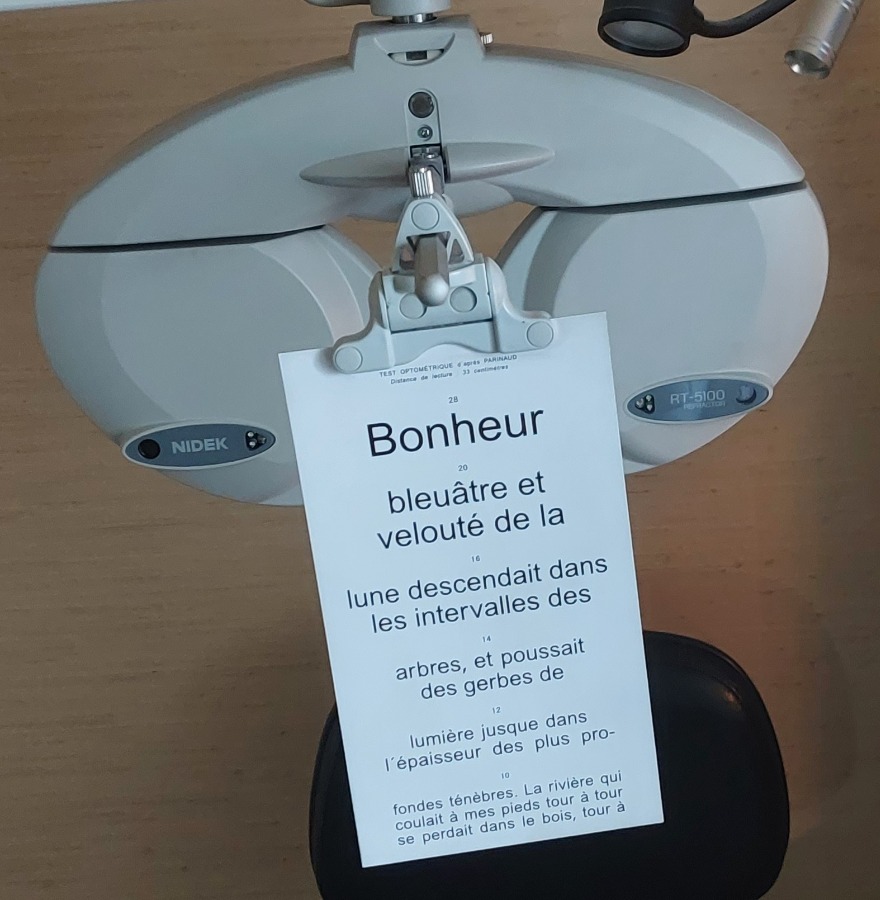 TEST OPTOMÉTRIQUE d'après PARINAUD
Distance de lecture : 33 centimètres
28
Bonheur
20
bleuâtre et
velouté de la
16
lune descendait dans
les intervalles des
14
arbres, et poussait
des gerbes de
12
lumière jusque dans
l´épaisseur des plus pro-
10
fondes ténèbres. La rivière qui
coulait à mes pieds tour à tour
se perdait dans le bois, tour à
NIDEK
RT-5100
REFRACTOR